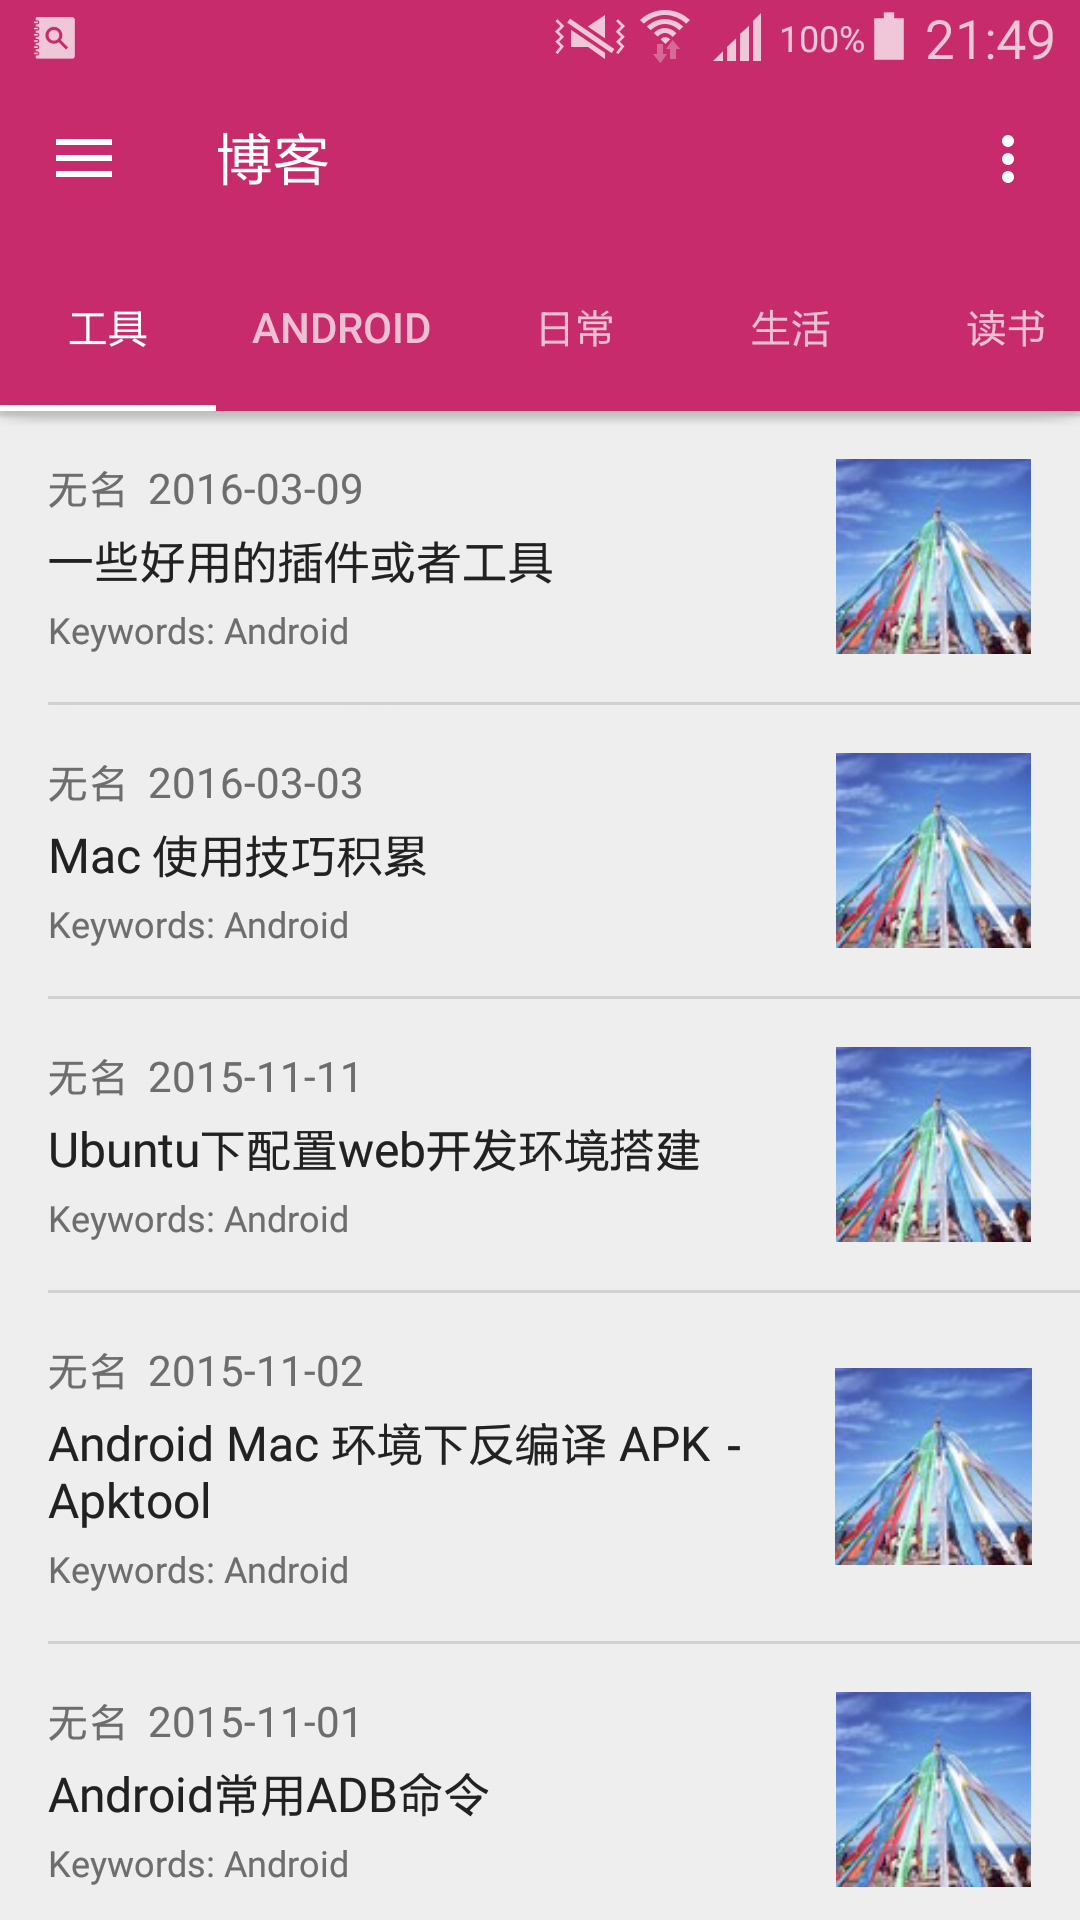 100% 21:49
博客
工具 ANDROID 日常 生活 读书
无名 2016-03-09
一些好用的插件或者工具
Keywords: Android
无名 2016-03-03
Mac 使用技巧积累
Keywords: Android
无名 2015-11-11
Ubuntu下配置web开发环境搭建
Keywords: Android
无名 2015-11-02
Android Mac 环境下反编译 APK -
Apktool
Keywords: Android
无名 2015-11-01
Android常用ADB命令
Keywords: Android